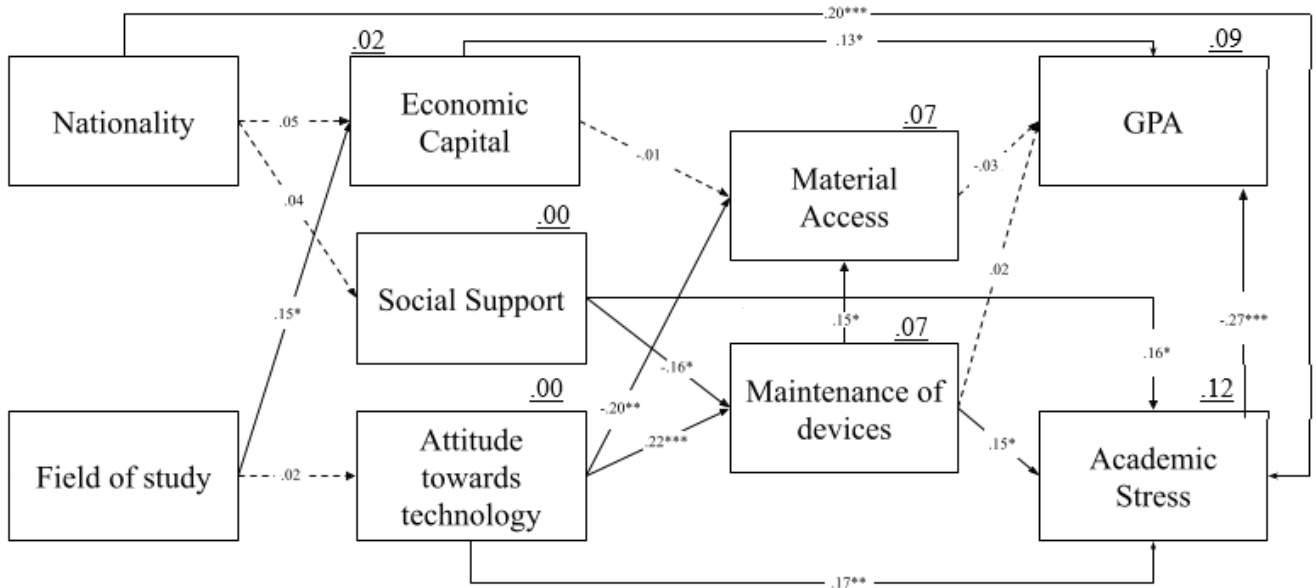 .20***
.02
.13*
.09
Nationality
.05
Economic
Capital
GPA
.07
-.01
Material
Access
-.03
.04
.00
.15*
Social Support
.02
.15*
.07
-.27***
-.16*
.16*
.00
Maintenance of
devices
.12
-.20**
.22***
.15*
Field of study
.02
Attitude
towards
technology
Academic
Stress
.17**